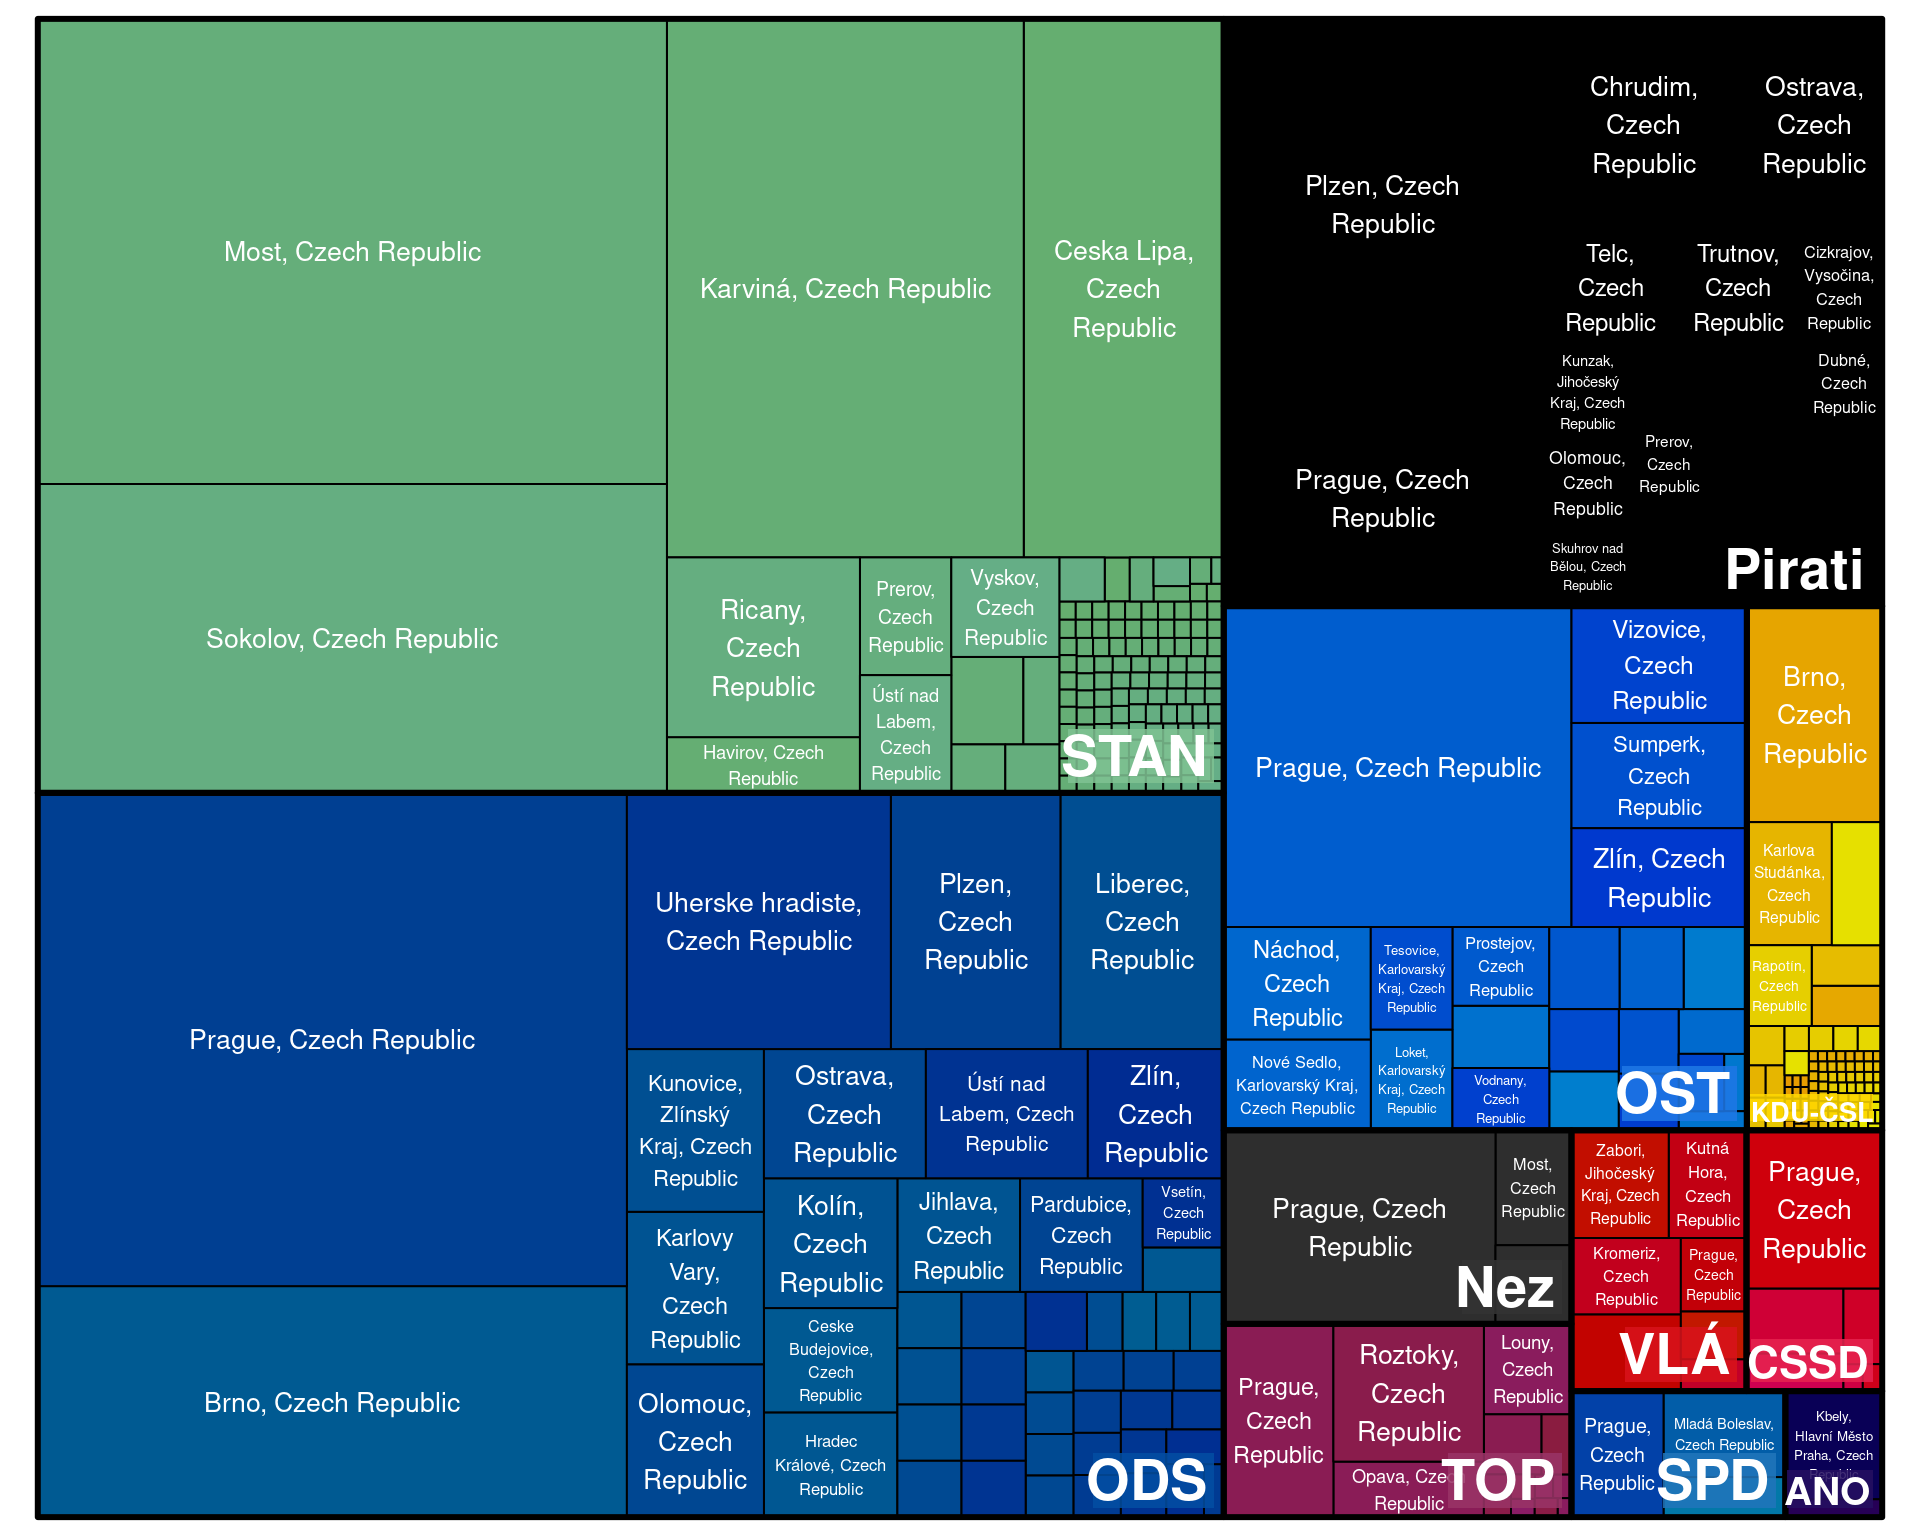 Most, Czech Republic
Sokolov, Czech Republic
Karviná, Czech Republic
Ceska Lipa,
Czech
Republic
Ricany,
Czech
Republic
Havirov, Czech
Republic
Prerov,
Czech
Republic
Ústí nad
Labem,
Czech
Republic
Vyskov,
Czech
Republic
STAN
Plzen, Czech
Republic
Prague, Czech
Republic
Chrudim,
Czech
Republic
Ostrava,
Czech
Republic
Telc,
Czech
Republic
Trutnov,
Czech
Republic
Cizkrajov,
Vysočina,
Czech
Republic
Kunzak,
Jihočeský
Kraj, Czech
Republic
Dubné,
Czech
Republic
Olomouc,
Czech
Republic
Prerov,
Czech
Republic
Skuhrov nad
Bělou, Czech
Republic
Pirati
Prague, Czech Republic
Brno, Czech Republic
Uherske hradiste,
Czech Republic
Plzen,
Czech
Republic
Liberec,
Czech
Republic
Kunovice,
Zlínský
Kraj, Czech
Republic
Karlovy
Vary,
Czech
Republic
Olomouc,
Czech
Republic
Ostrava,
Czech
Republic
Ústí nad
Labem, Czech
Republic
Zlín,
Czech
Republic
Kolín,
Czech
Republic
Ceske
Budejovice,
Czech
Republic
Hradec
Králové, Czech
Republic
Jihlava,
Czech
Republic
Pardubice,
Czech
Republic
Vsetín,
Czech
Republic
ODS
Prague, Czech Republic
Vizovice,
Czech
Republic
Sumperk,
Czech
Republic
Zlín, Czech
Republic
Náchod,
Czech
Republic
Nové Sedlo,
Karlovarský Kraj,
Czech Republic
Tesovice,
Karlovarský
Kraj, Czech
Republic
Loket,
Karlovarský
Kraj, Czech
Republic
Prostejov,
Czech
Republic
Vodnany,
Czech
Republic
OST
Brno,
Czech
Republic
Karlova
Studánka,
Czech
Republic
Rapotín,
Czech
Republic
KDU-ČSL
Prague, Czech
Republic
Most,
Czech
Republic
Nez
Prague,
Czech
Republic
Roztoky,
Czech
Republic
Louny,
Czech
Republic
Opava, Czech
Republic
TOP
Zabori,
Jihočeský
Kraj, Czech
Republic
Kutná
Hora,
Czech
Republic
Kromeriz,
Czech
Republic
Prague,
Czech
Republic
VLÁ
Prague,
Czech
Republic
CSSD
Prague,
Czech
Republic
Mladá Boleslav,
Czech Republic
SPD
Kbely,
Hlavní Město
Praha, Czech
Republic
ANO